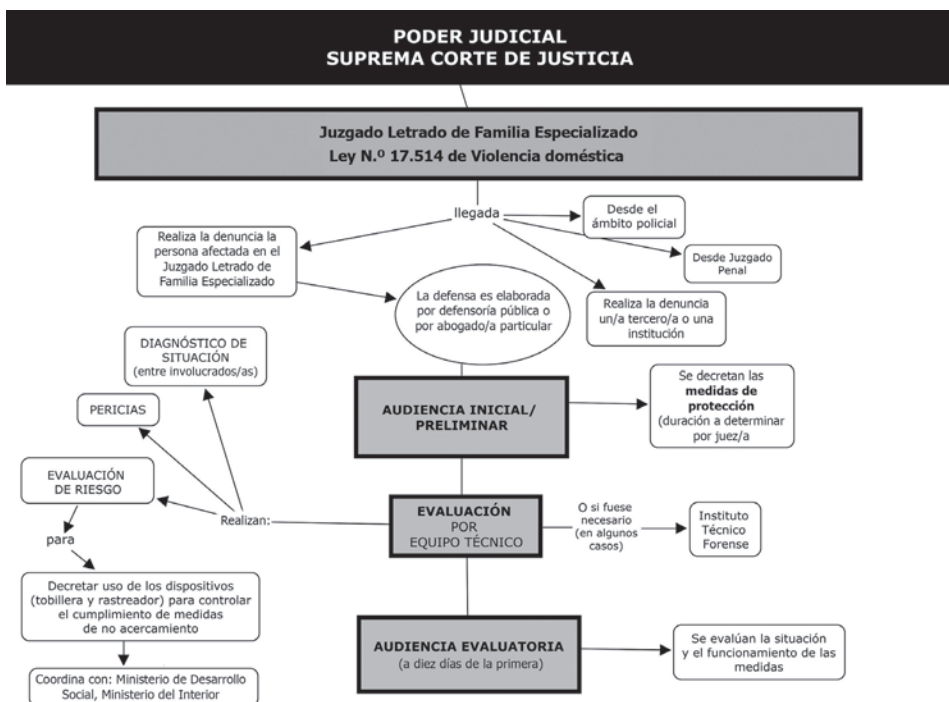 PODER JUDICIAL
SUPREMA CORTE DE JUSTICIA
Juzgado Letrado de Familia Especializado
Ley N.º 17.514 de Violencia doméstica
llegada
Desde el
ámbito policial
Realiza la denuncia la
persona afectada en el
Juzgado Letrado de
Familia Especializado
Desde Juzgado
Penal
La defensa es elaborada
por defensoría pública o
por abogado/a particular
Realiza la denuncia
un/a tercero/a o una
institución
DIAGNÓSTICO DE
SITUACIÓN
(entre involucrados/as)
AUDIENCIA INICIAL/
PRELIMINAR
Se decretan las
medidas de
protección
(duración a determinar
por juez/a
PERICIAS
EVALUACIÓN
DE RIESGO
Realizan:
EVALUACIÓN
POR
EQUIPO TÉCNICO
O si fuese
necesario
(en algunos
casos)
Instituto
Técnico
Forense
para
Decretar uso de los dispositivos
(tobillera y rastreador) para controlar
el cumplimiento de medidas
de no acercamiento
AUDIENCIA EVALUATORIA
(a diez días de la primera)
Se evalúan la situación
y el funcionamiento de las
medidas
Coordina con: Ministerio de Desarrollo
Social, Ministerio del Interior